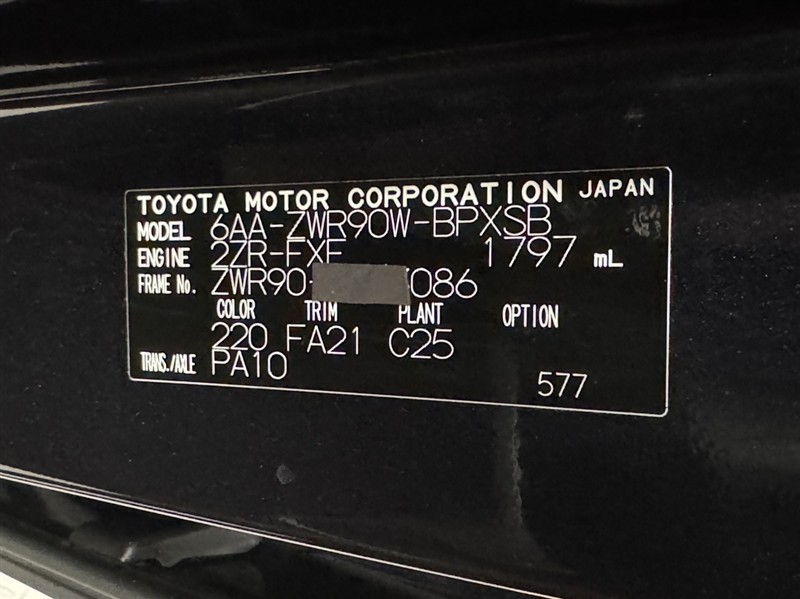 TOYOTA MOTOR CORPORATION JAPAN
MODEL 6AA-ZWR90W-BPXSB
ENGINE 2ZR-FXE 1797 mL
FRAME No. ZWR90- 086
COLOR TRIM PLANT OPTION
220 FA21 C25
TRANS./AXLE PA10
577